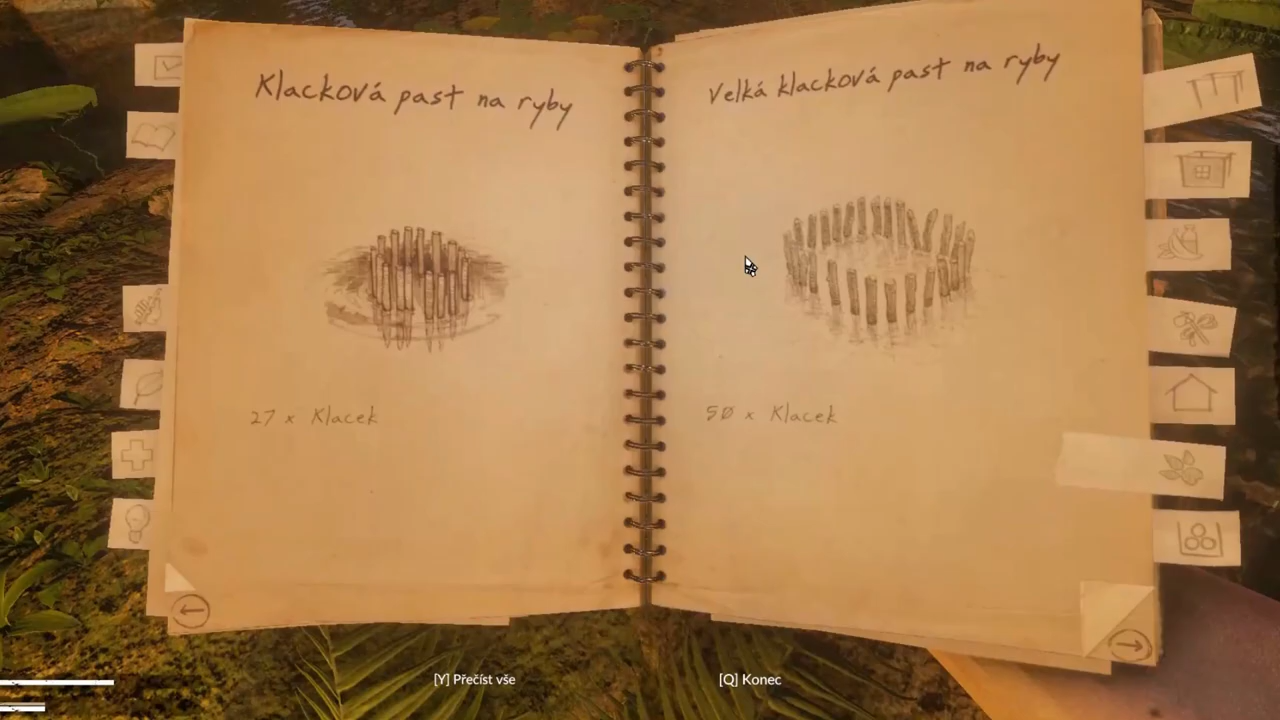 Klacková past na ryby
27 x Klacek
Velká klacková past na ryby
50 x Klacek
[Y] Přečíst vše
[Q] Konec